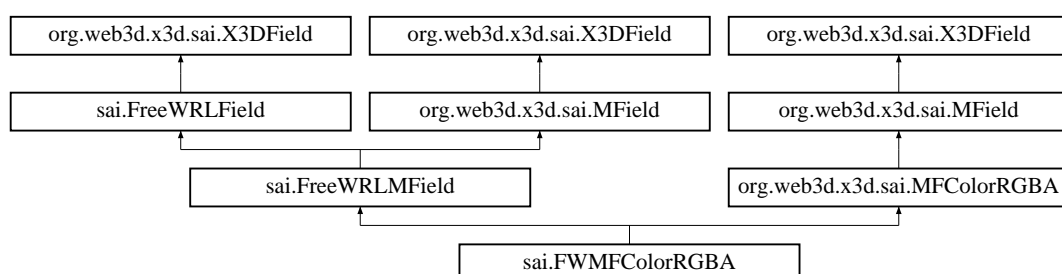 org.web3d.x3d.sai.X3DField org.web3d.x3d.sai.X3DField org.web3d.x3d.sai.X3DField
sai.FreeWRLField org.web3d.x3d.sai.MField org.web3d.x3d.sai.MField
sai.FreeWRLMField org.web3d.x3d.sai.MFColorRGBA
sai.FWMFColorRGBA